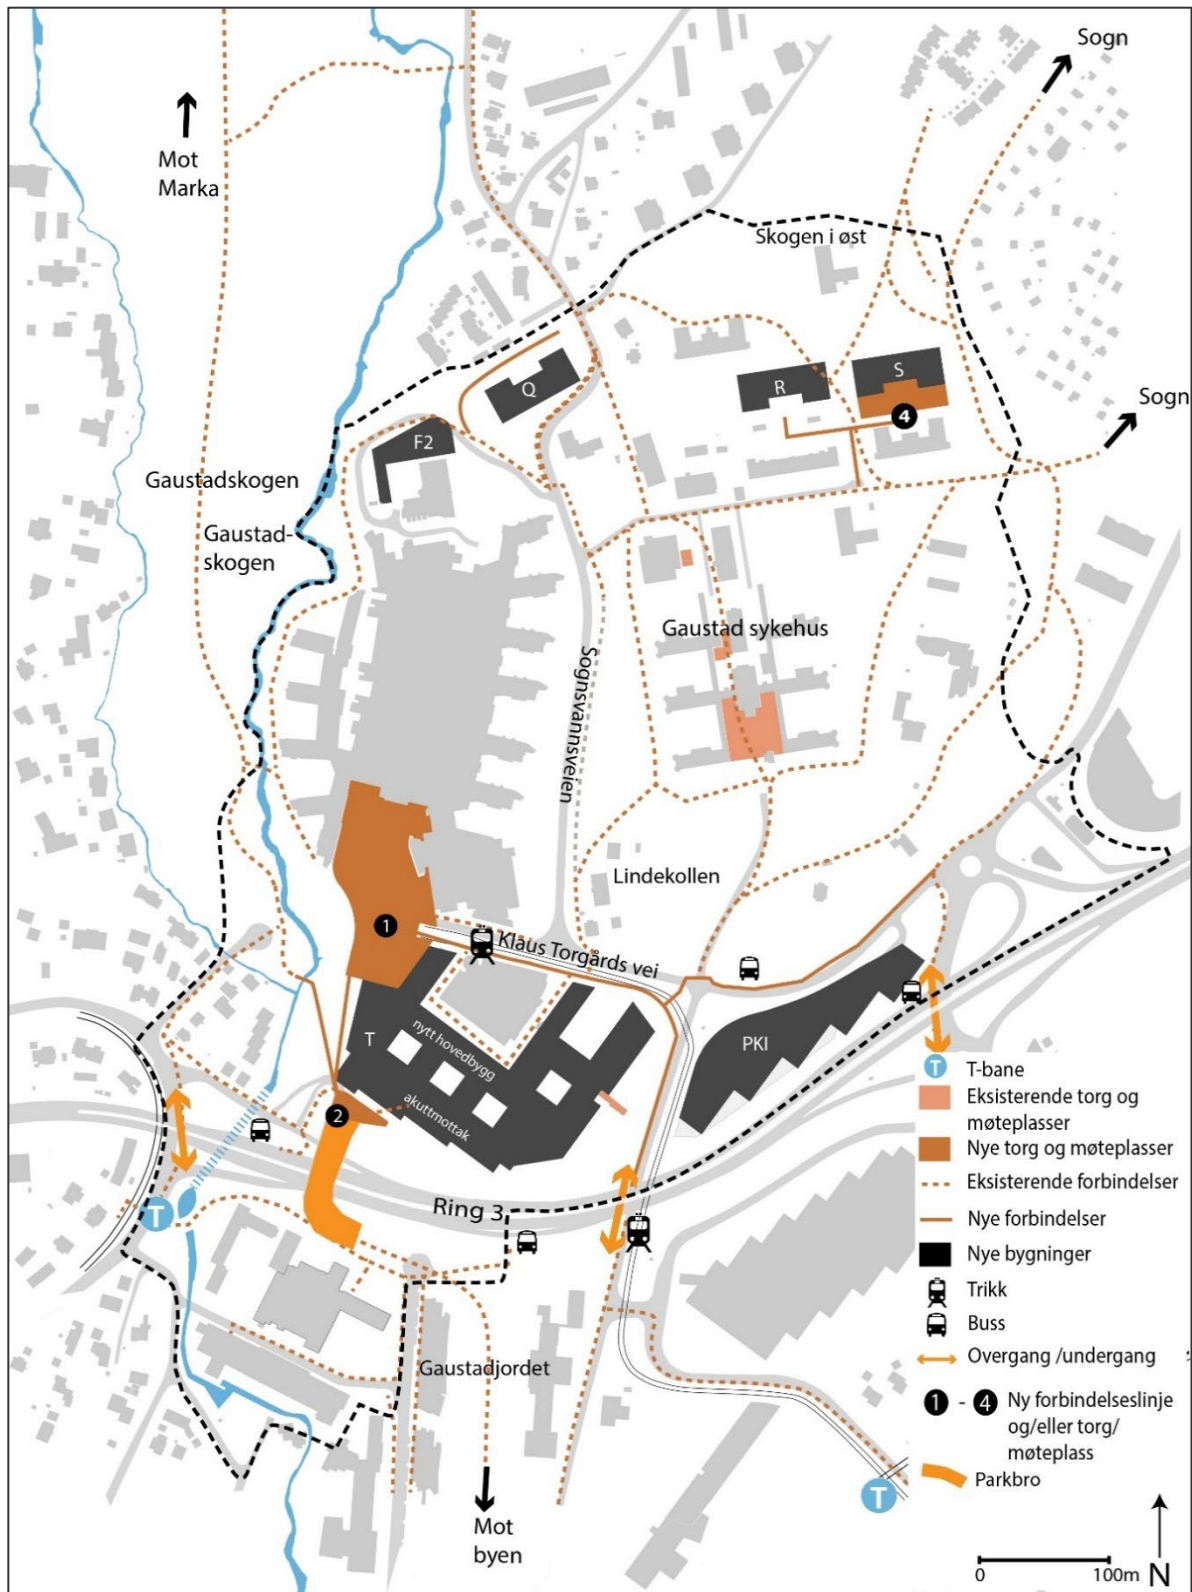 Sogn
Mot
Marka
Skogen i øst
Q
R
S
4
Sogn
F2
Gaustadskogen
Gaustad-
skogen
Gaustad sykehus
Sognsvannsveien
Lindekollen
1
Klaus Torgårds vei
T
nytt hovedbygg
akuttmottak
PKI
2
T
Ring 3
Gaustadjordet
Mot
byen
T
T T-bane
Eksisterende torg og
møteplasser
Nye torg og møteplasser
Eksisterende forbindelser
Nye forbindelser
Nye bygninger
Trikk
Buss
Overgang /undergang
1 - 4 Ny forbindelseslinje
og/eller torg/
møteplass
Parkbro
0 100m N